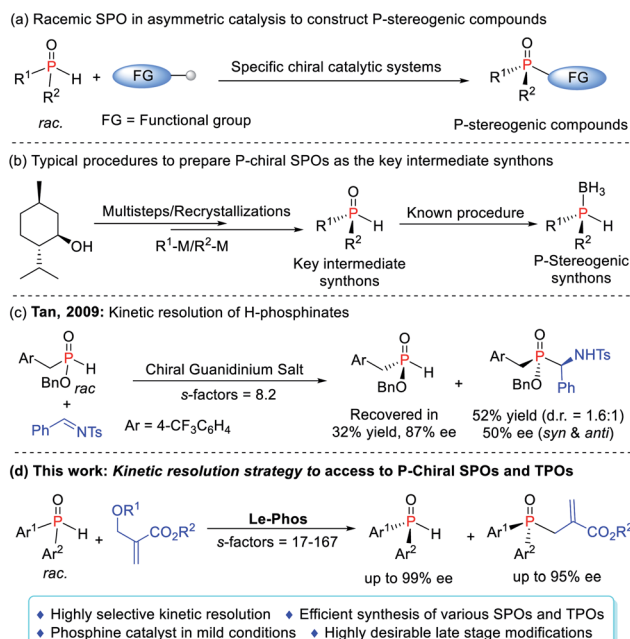 (a) Racemic SPO in asymmetric catalysis to construct P-stereogenic compounds
O
R¹ P H + FG Specific chiral catalytic systems O
R¹ P FG
R²
R²
rac. FG = Functional group P-stereogenic compounds
(b) Typical procedures to prepare P-chiral SPOs as the key intermediate synthons
OH
Multisteps/Recrystallizations
R¹-M/R²-M
O
R¹ P H
R²
Key intermediate
synthons
Known procedure
BH₃
R¹ P H
R²
P-Stereogenic
synthons
(c) Tan, 2009: Kinetic resolution of H-phosphinates
O
Ar P H
BnO rac
+
Ph NTs
Chiral Guanidinium Salt
s-factors = 8.2
Ar = 4-CF₃C₆H₄
O
Ar P H
BnO
Recovered in
32% yield, 87% ee
+
O
Ar P NHTs
BnO Ph
52% yield (d.r. = 1.6:1)
50% ee (syn & anti)
(d) This work: Kinetic resolution strategy to access to P-Chiral SPOs and TPOs
O
Ar¹ P H
Ar²
rac.
+
OR¹
CO₂R²
Le-Phos
s-factors = 17-167
O
Ar¹ P H
Ar²
up to 99% ee
+
O
Ar¹ P CO₂R²
Ar²
up to 95% ee
♦ Highly selective kinetic resolution ♦ Efficient synthesis of various SPOs and TPOs
♦ Phosphine catalyst in mild conditions ♦ Highly desirable late stage modifications